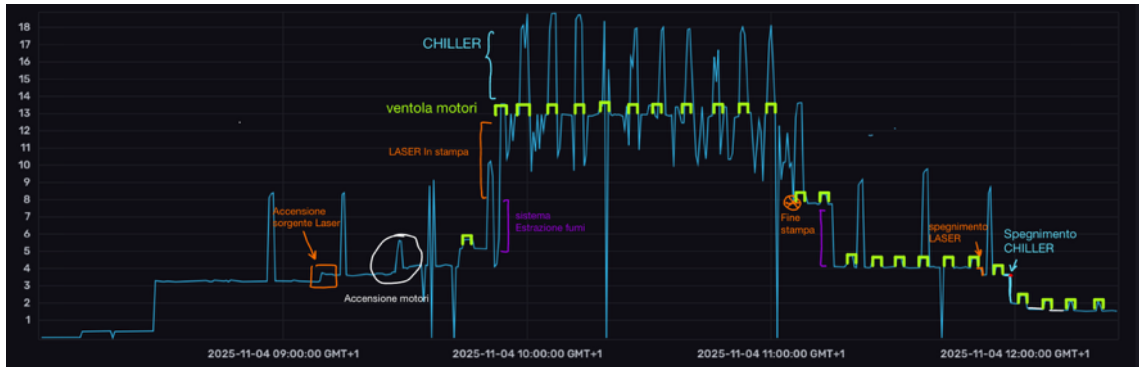 18
17
16
15
14
13
12
11
10
9
8
7
6
5
4
3
2
1
CHILLER
ventola motori
LASER In stampa
sistema
Estrazione fumi
Accensione
sorgente Laser
Accensione motori
Fine
stampa
spegnimento
LASER
Spegnimento
CHILLER
2025-11-04 09:00:00 GMT+1
2025-11-04 10:00:00 GMT+1
2025-11-04 11:00:00 GMT+1
2025-11-04 12:00:00 GMT+1